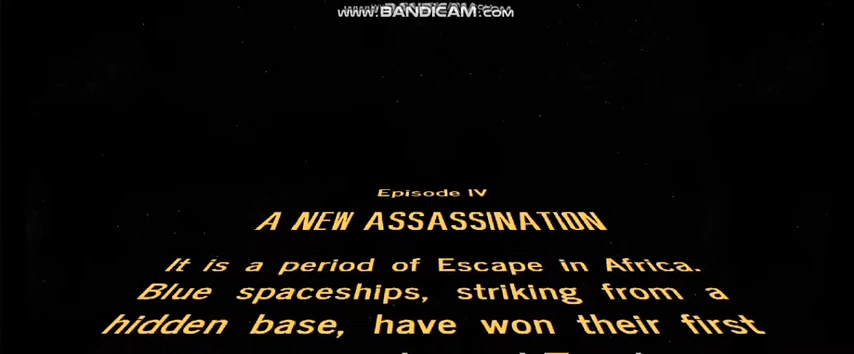 www.BANDICAM.com
Episode IV
A NEW ASSASSINATION
It is a period of Escape in Africa.
Blue spaceships, striking from a
hidden base, have won their first